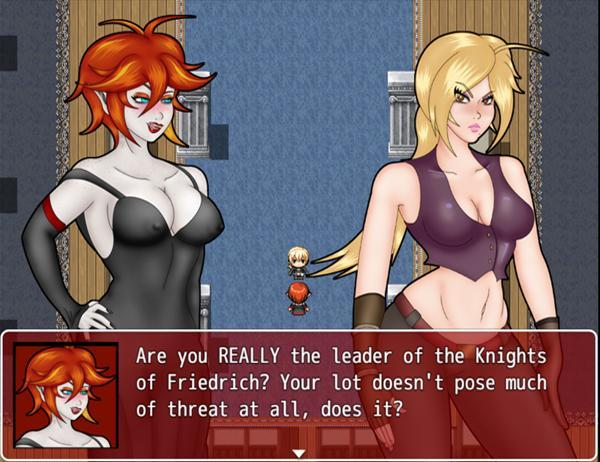 Are you REALLY the leader of the Knights
of Friedrich? Your lot doesn't pose much
of threat at all, does it?